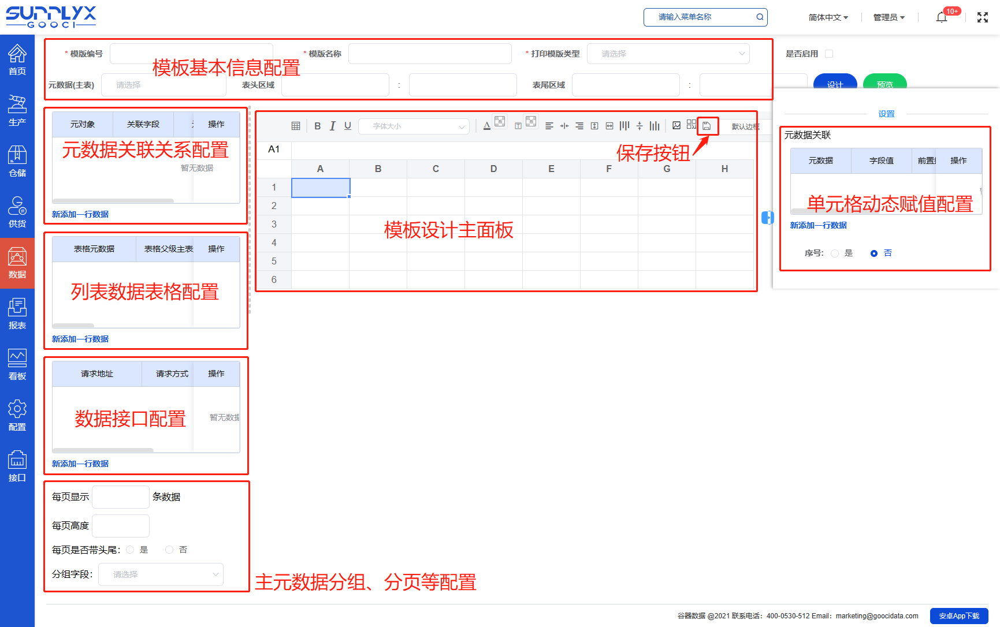 SUPPLYX
GOOCI
请输入菜单名称
简体中文
管理员
10+
首页
生产
仓储
供货
数据
报表
看板
配置
接口
* 模版编号
* 模版名称
* 打印模版类型
请选择
是否启用
模板基本信息配置
元数据(主表)
请选择
表头区域
:
表尾区域
:
设计
预览
元对象
关联字段
操作
元数据关联关系配置
暂无数据
新添加一行数据
表格元数据
表格父级主表
操作
列表数据表格配置
新添加一行数据
请求地址
请求方式
操作
数据接口配置
暂无数据
新添加一行数据
每页显示
条数据
每页高度
每页是否带头尾：
是
否
分组字段：
请选择
主元数据分组、分页等配置
B
I
U
字体大小
A
T
默认边框
保存按钮
A1
A
B
C
D
E
F
G
H
1
2
3
4
5
6
模板设计主面板
设置
元数据关联
元数据
字段值
前置
操作
单元格动态赋值配置
新添加一行数据
序号：
是
否
谷器数据 @2021 联系电话：400-0530-512 Email：marketing@goocidata.com
安卓App下载